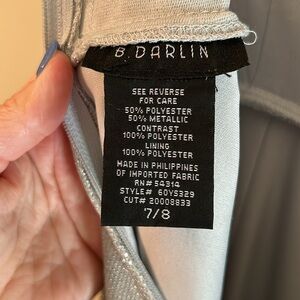 B. DARLIN
SEE REVERSE
FOR CARE
50% POLYESTER
50% METALLIC
CONTRAST
100% POLYESTER
LINING
100% POLYESTER
MADE IN PHILIPPINES
OF IMPORTED FABRIC
RN# 54314
STYLE# 60YS329
CUT# 20008833
7/8